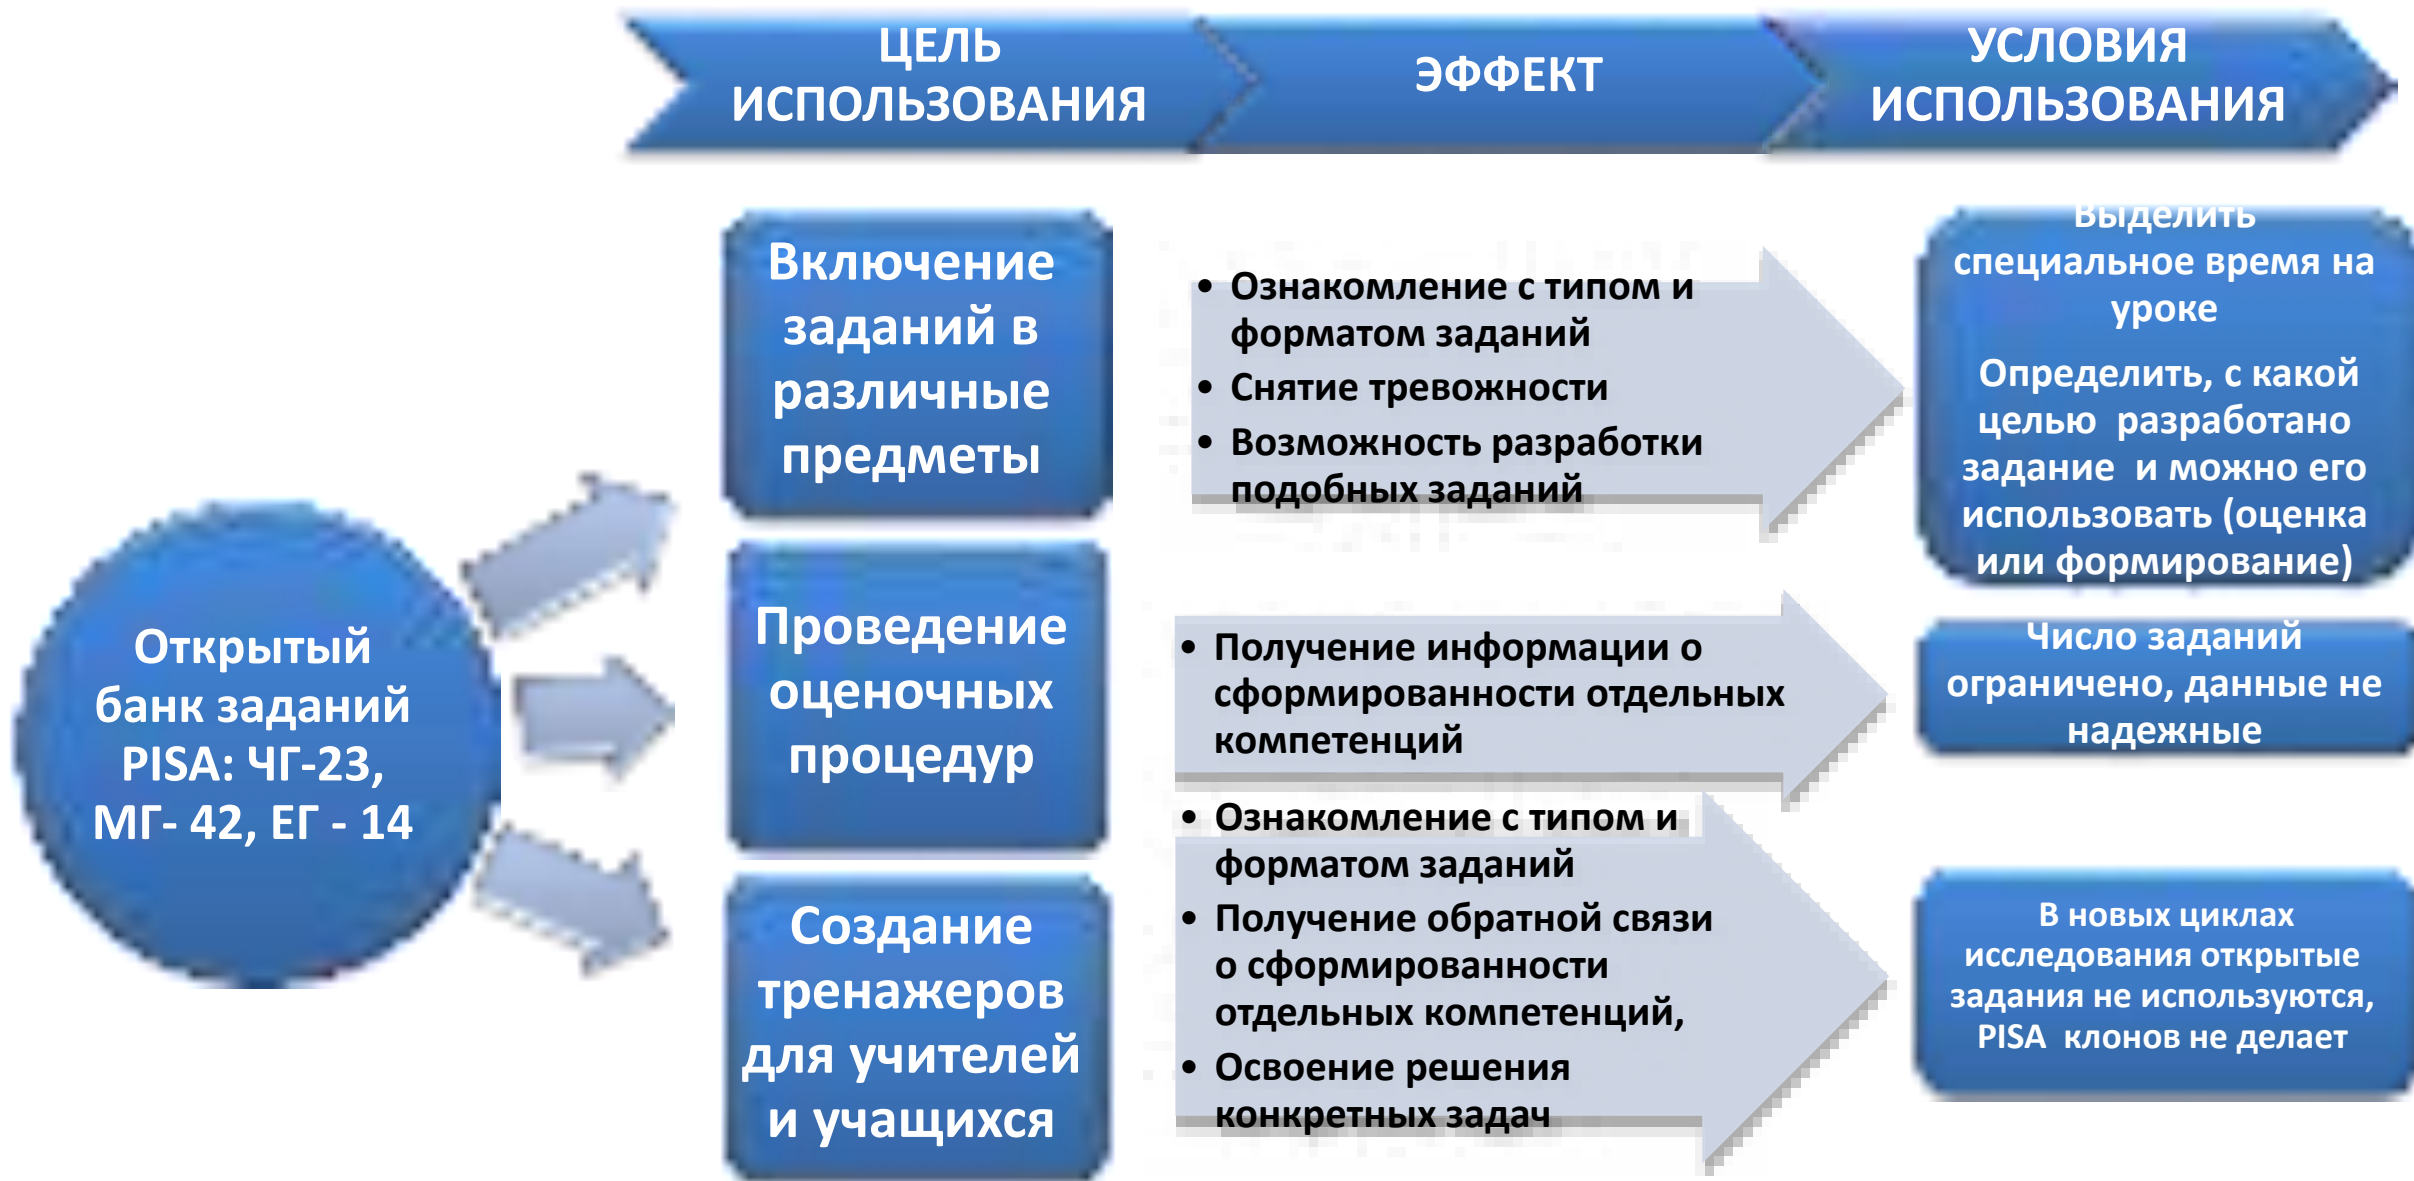 ЦЕЛЬ
ИСПОЛЬЗОВАНИЯ
ЭФФЕКТ
УСЛОВИЯ
ИСПОЛЬЗОВАНИЯ
Открытый
банк заданий
PISA: ЧГ-23,
МГ- 42, ЕГ - 14
Включение
заданий в
различные
предметы
• Ознакомление с типом и
форматом заданий
• Снятие тревожности
• Возможность разработки
подобных заданий
Выделить
специальное время на
уроке
Определить, с какой
целью разработано
задание и можно его
использовать (оценка
или формирование)
Проведение
оценочных
процедур
• Получение информации о
сформированности отдельных
компетенций
Число заданий
ограничено, данные не
надежные
Создание
тренажеров
для учителей
и учащихся
• Ознакомление с типом и
форматом заданий
• Получение обратной связи
о сформированности
отдельных компетенций,
• Освоение решения
конкретных задач
В новых циклах
исследования открытые
задания не используются,
PISA клонов не делает